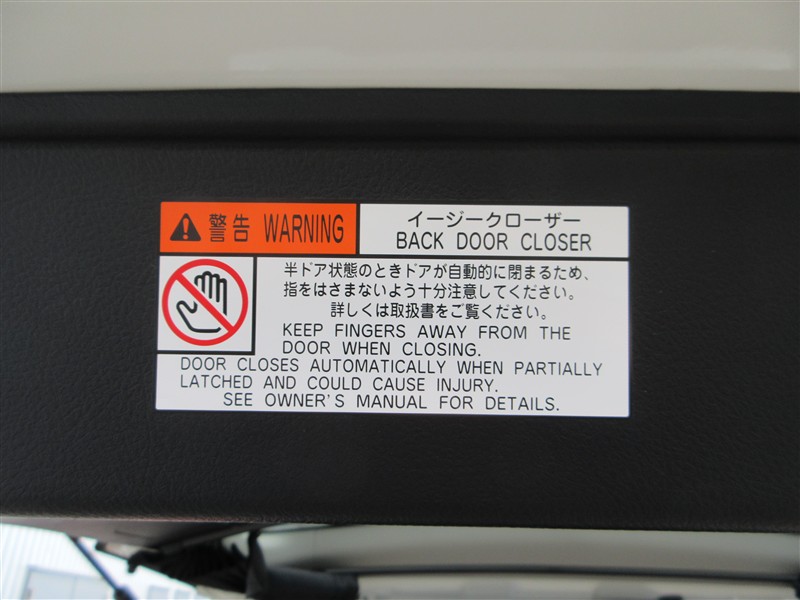 警告 WARNING
イージークローザー
BACK DOOR CLOSER
半ドア状態のときドアが自動的に閉まるため、
指をはさまないよう十分注意してください。
詳しくは取扱書をご覧ください。
KEEP FINGERS AWAY FROM THE
DOOR WHEN CLOSING.
DOOR CLOSES AUTOMATICALLY WHEN PARTIALLY
LATCHED AND COULD CAUSE INJURY.
SEE OWNER'S MANUAL FOR DETAILS.